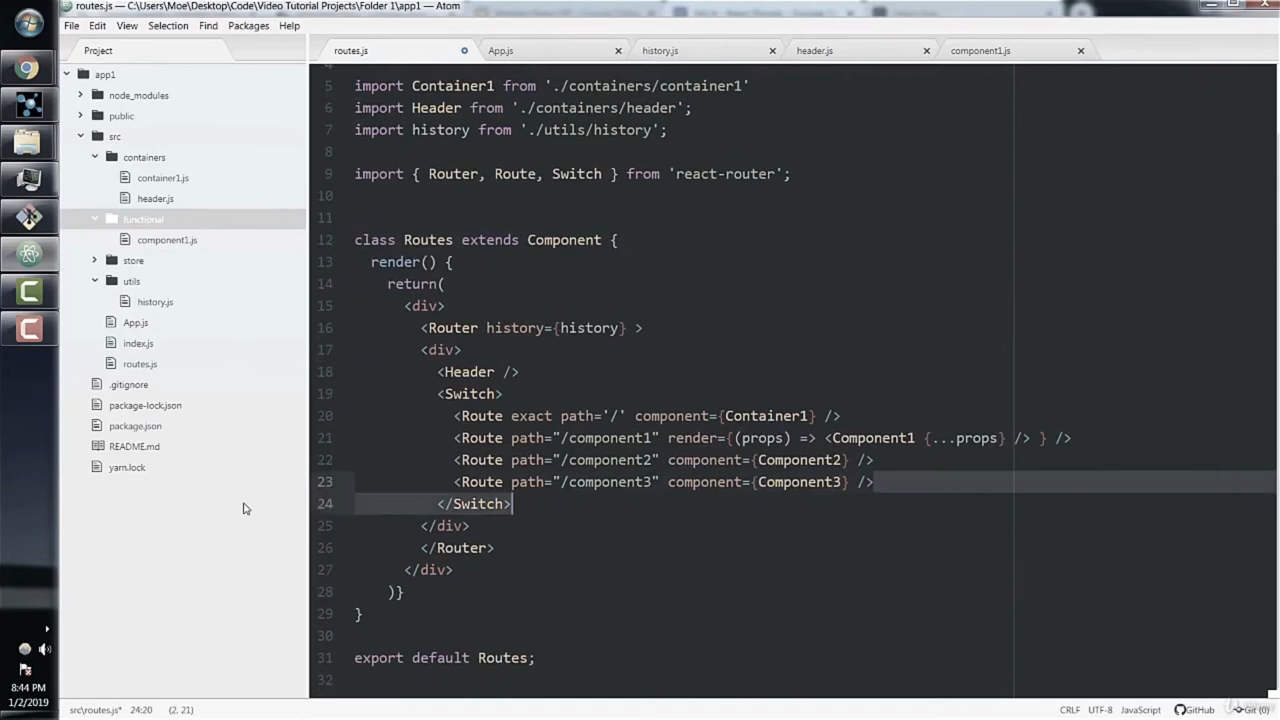 routes.js — C:\Users\Moe\Desktop\Code\Video Tutorial Projects\Folder 1\app1 — Atom
File Edit View Selection Find Packages Help
Project
routes.js
App.js
history.js
header.js
component1.js
app1
node_modules
public
src
containers
container1.js
header.js
functional
component1.js
store
utils
history.js
App.js
index.js
routes.js
.gitignore
package-lock.json
package.json
README.md
yarn.lock
5 import Container1 from './containers/container1'
6 import Header from './containers/header';
7 import history from './utils/history';
8
9 import { Router, Route, Switch } from 'react-router';
10
11
12 class Routes extends Component {
13 render() {
14 return(
15 <div>
16 <Router history={history} >
17 <div>
18 <Header />
19 <Switch>
20 <Route exact path='/' component={Container1} />
21 <Route path="/component1" render={(props) => <Component1 {...props} /> } />
22 <Route path="/component2" component={Component2} />
23 <Route path="/component3" component={Component3} />
24 </Switch>
25 </div>
26 </Router>
27 </div>
28 )}
29 }
30
31 export default Routes;
32
8:44 PM
1/2/2019
src\routes.js* 24:20 (2, 21)
CRLF UTF-8 JavaScript GitHub Git (0)